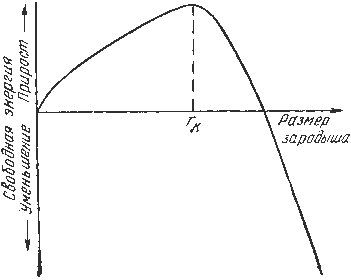 Свободная энергия
Уменьшение Прирост
r_k
Размер
зародыша